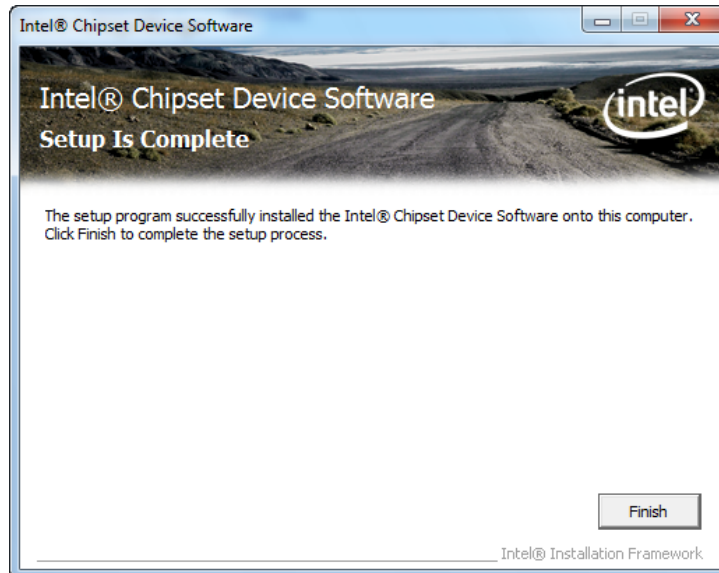 Intel® Chipset Device Software
Intel® Chipset Device Software
intel
Setup Is Complete
The setup program successfully installed the Intel® Chipset Device Software onto this computer.
Click Finish to complete the setup process.
Finish
Intel® Installation Framework